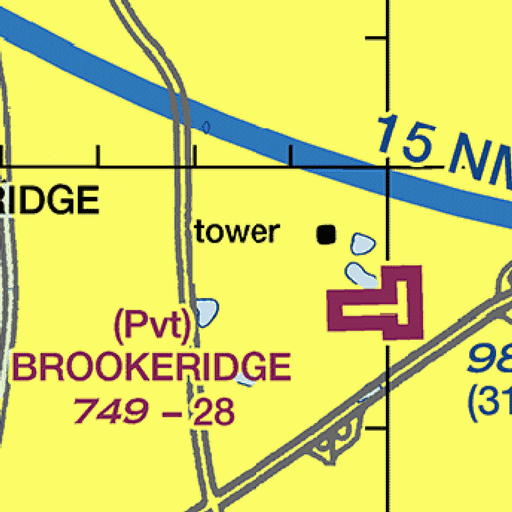 15 NM
RIDGE
tower
(Pvt)
BROOKERIDGE
749 – 28
98
(31